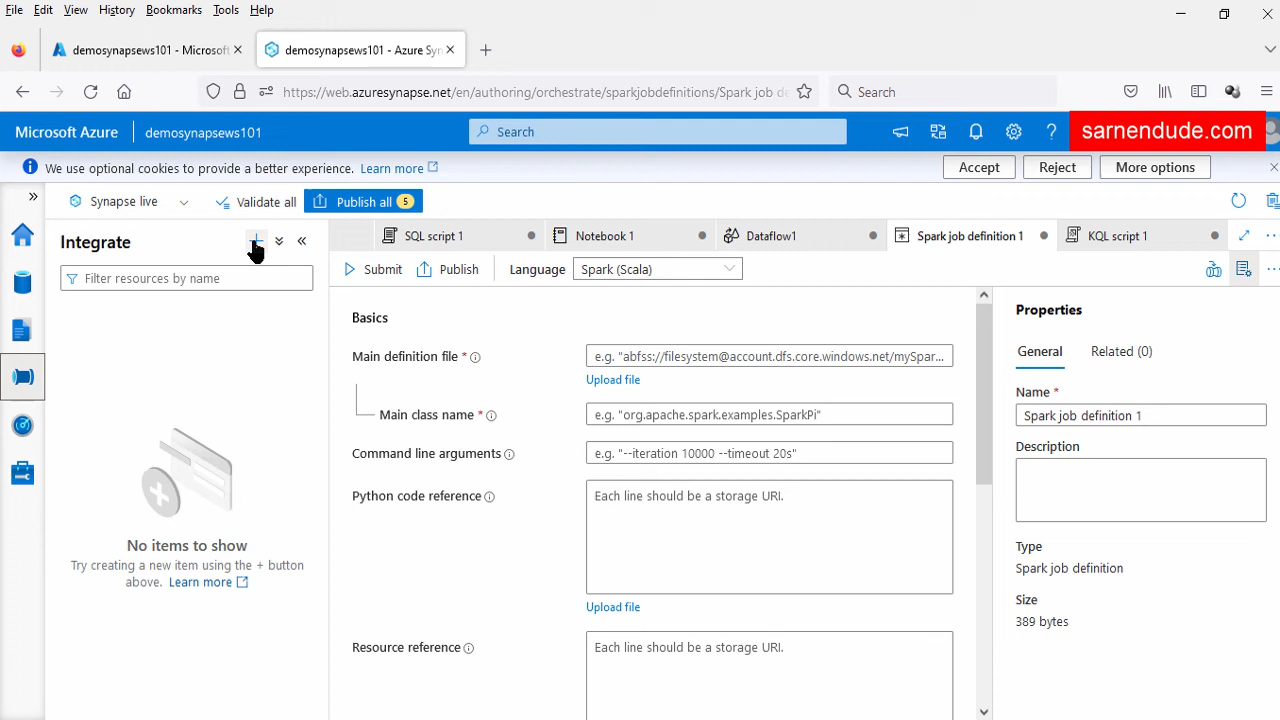 File Edit View History Bookmarks Tools Help
demosynapsews101 - Microsoft
demosynapsews101 - Azure Syn
https://web.azuresynapse.net/en/authoring/orchestrate/sparkjobdefinitions/Spark job de
Search
Microsoft Azure
demosynapsews101
Search
sarnendude.com
We use optional cookies to provide a better experience. Learn more
Accept
Reject
More options
Synapse live
Validate all
Publish all 5
Integrate
Filter resources by name
No items to show
Try creating a new item using the + button
above. Learn more
SQL script 1
Notebook 1
Dataflow1
Spark job definition 1
KQL script 1
Submit
Publish
Language
Spark (Scala)
Basics
Main definition file *
e.g. "abfss://filesystem@account.dfs.core.windows.net/mySpar...
Upload file
Main class name *
e.g. "org.apache.spark.examples.SparkPi"
Command line arguments
e.g. "--iteration 10000 --timeout 20s"
Python code reference
Each line should be a storage URI.
Upload file
Resource reference
Each line should be a storage URI.
Properties
General
Related (0)
Name *
Spark job definition 1
Description
Type
Spark job definition
Size
389 bytes